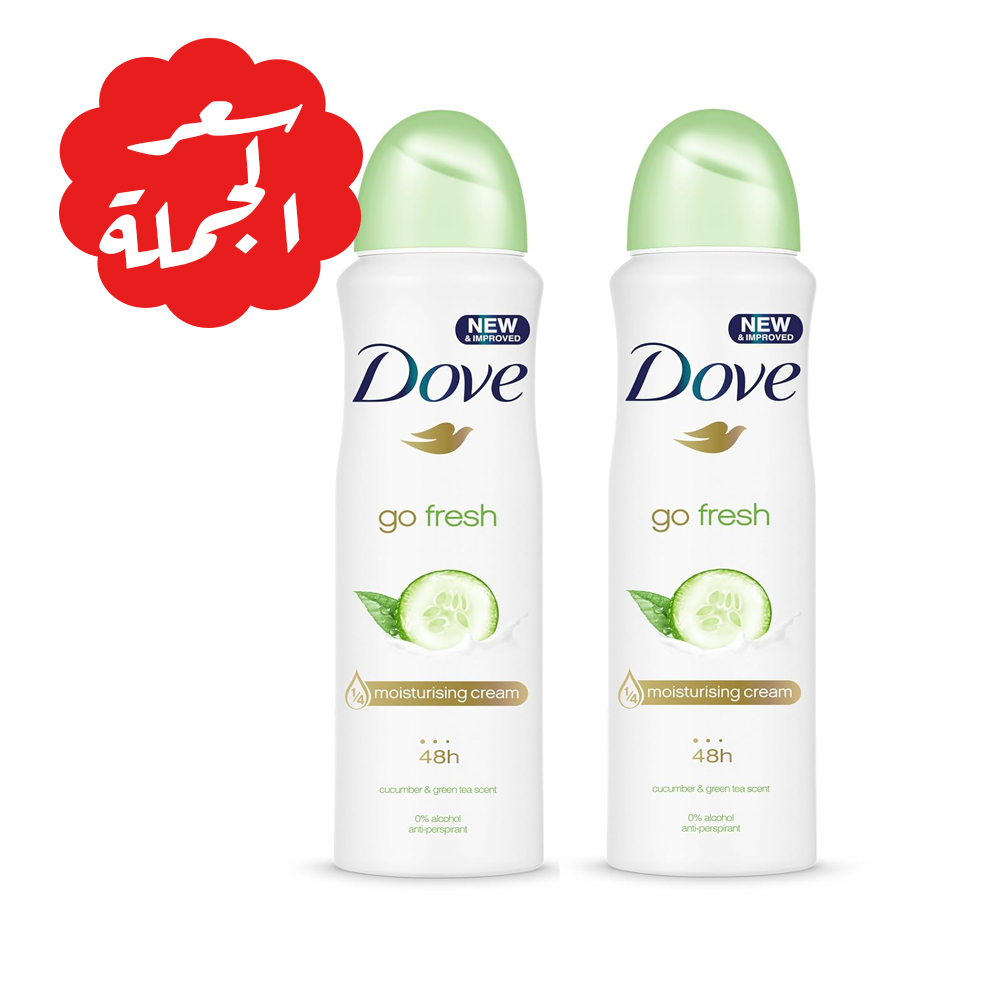 سعر
الجملة
NEW
& IMPROVED
Dove
go fresh
1/4 moisturising cream
48h
cucumber & green tea scent
0% alcohol
anti-perspirant
NEW
& IMPROVED
Dove
go fresh
1/4 moisturising cream
48h
cucumber & green tea scent
0% alcohol
anti-perspirant